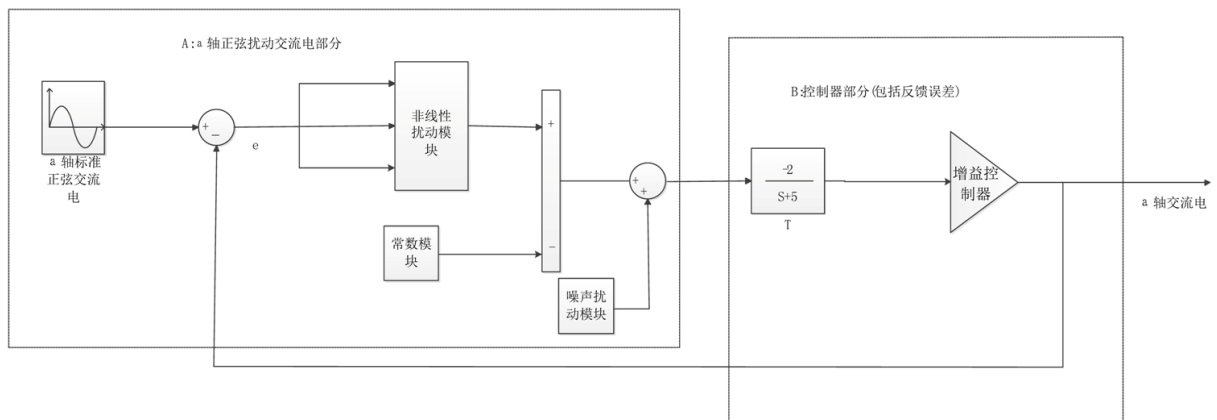 A:a 轴正弦扰动交流电部分
B:控制器部分(包括反馈误差)
a 轴标准
正弦交流
电
+
−
e
非线性
扰动模
块
常数模
块
+
−
噪声扰
动模块
+
+
-2
S+5
T
增益控
制器
a 轴交流电